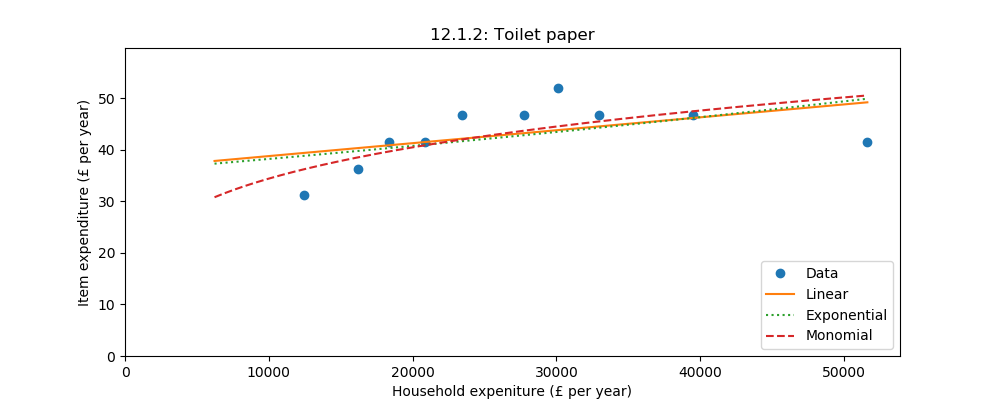 12.1.2: Toilet paper
Item expenditure (£ per year)
50
40
30
20
10
0
0 10000 20000 30000 40000 50000
Household expeniture (£ per year)
Data
Linear
Exponential
Monomial